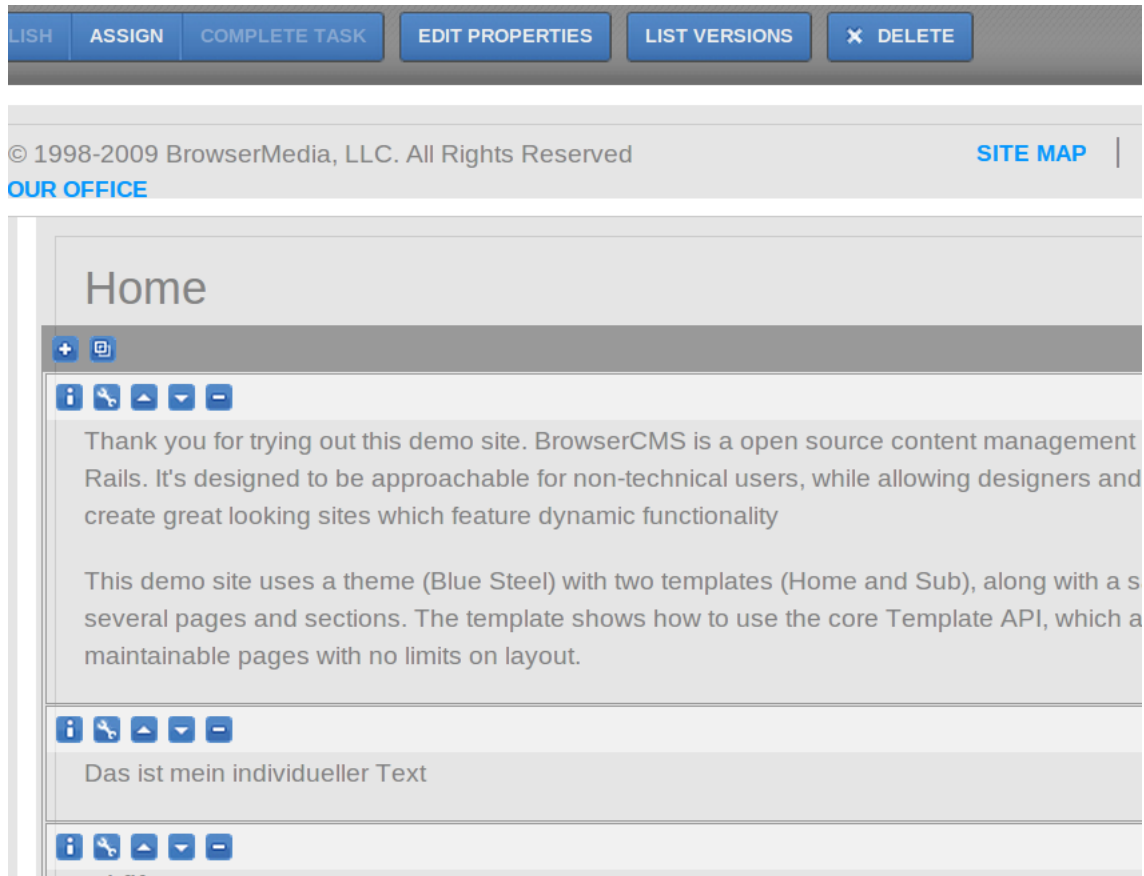 LISH ASSIGN COMPLETE TASK EDIT PROPERTIES LIST VERSIONS DELETE
© 1998-2009 BrowserMedia, LLC. All Rights Reserved SITE MAP |
OUR OFFICE
Home
Thank you for trying out this demo site. BrowserCMS is a open source content management
Rails. It's designed to be approachable for non-technical users, while allowing designers and
create great looking sites which feature dynamic functionality
This demo site uses a theme (Blue Steel) with two templates (Home and Sub), along with a s
several pages and sections. The template shows how to use the core Template API, which a
maintainable pages with no limits on layout.
Das ist mein individueller Text